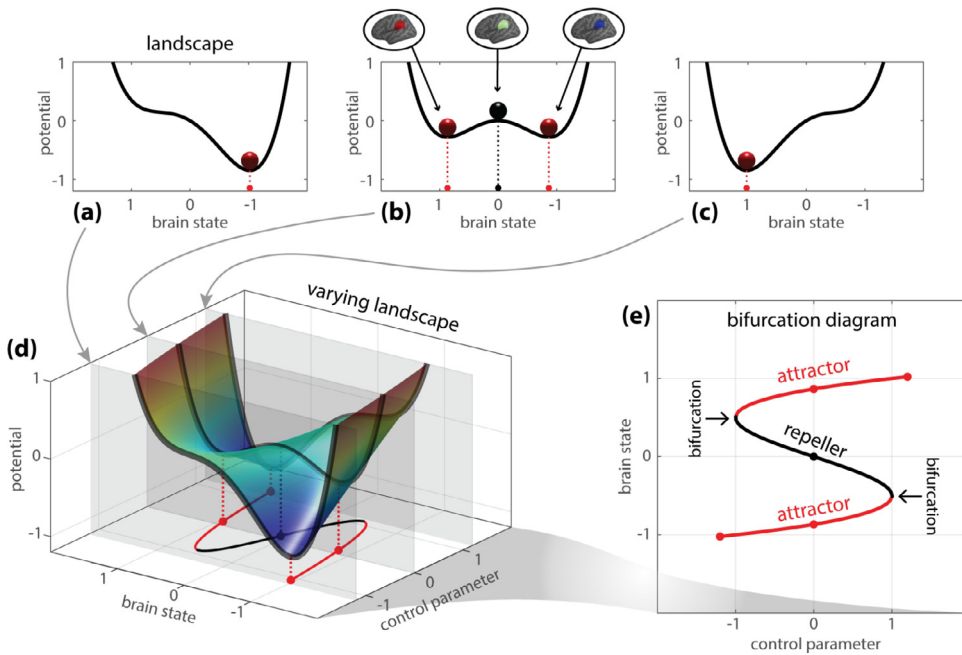 landscape
potential
1
0
-1
1
0
-1
(a)
brain state
potential
1
0
-1
1
0
-1
(b)
brain state
potential
1
0
-1
1
0
-1
(c)
brain state
(d)
varying landscape
potential
1
0
-1
1
0
-1
brain state
-1
0
1
control parameter
(e)
bifurcation diagram
attractor
bifurcation
repeller
bifurcation
attractor
brain state
1
0
-1
-1
0
1
control parameter